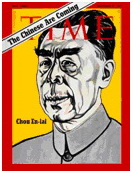 The Chinese Are Coming
TIME
Chou En-lai